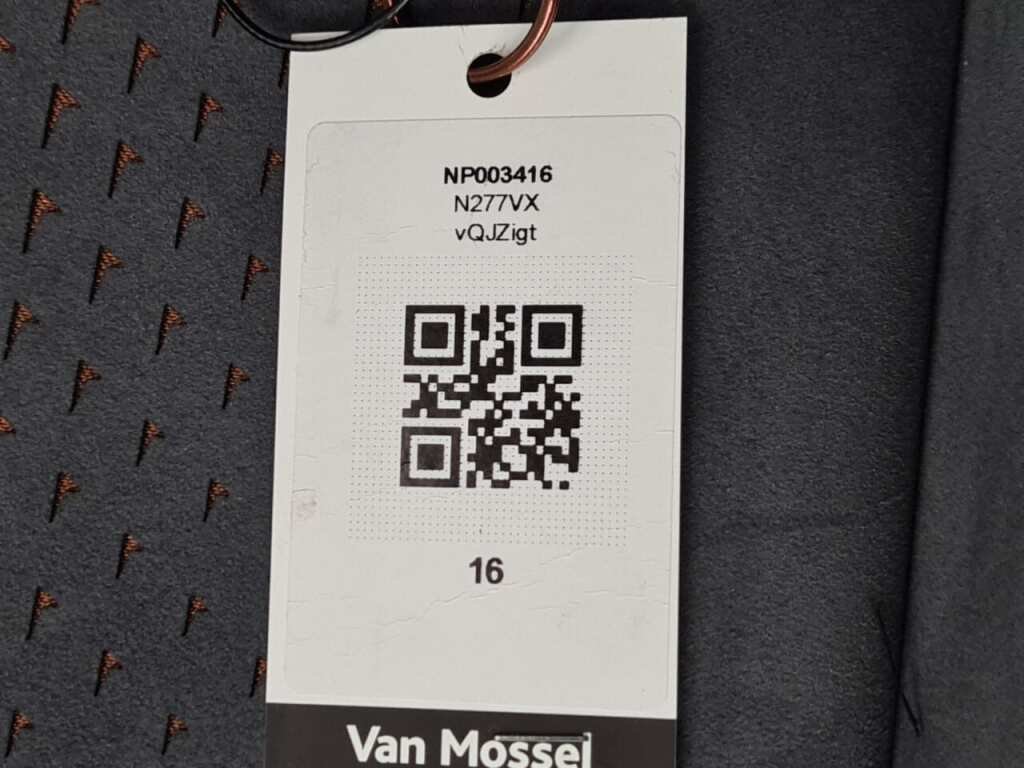 NP003416
N277VX
vQJZigt
16
Van Mossel